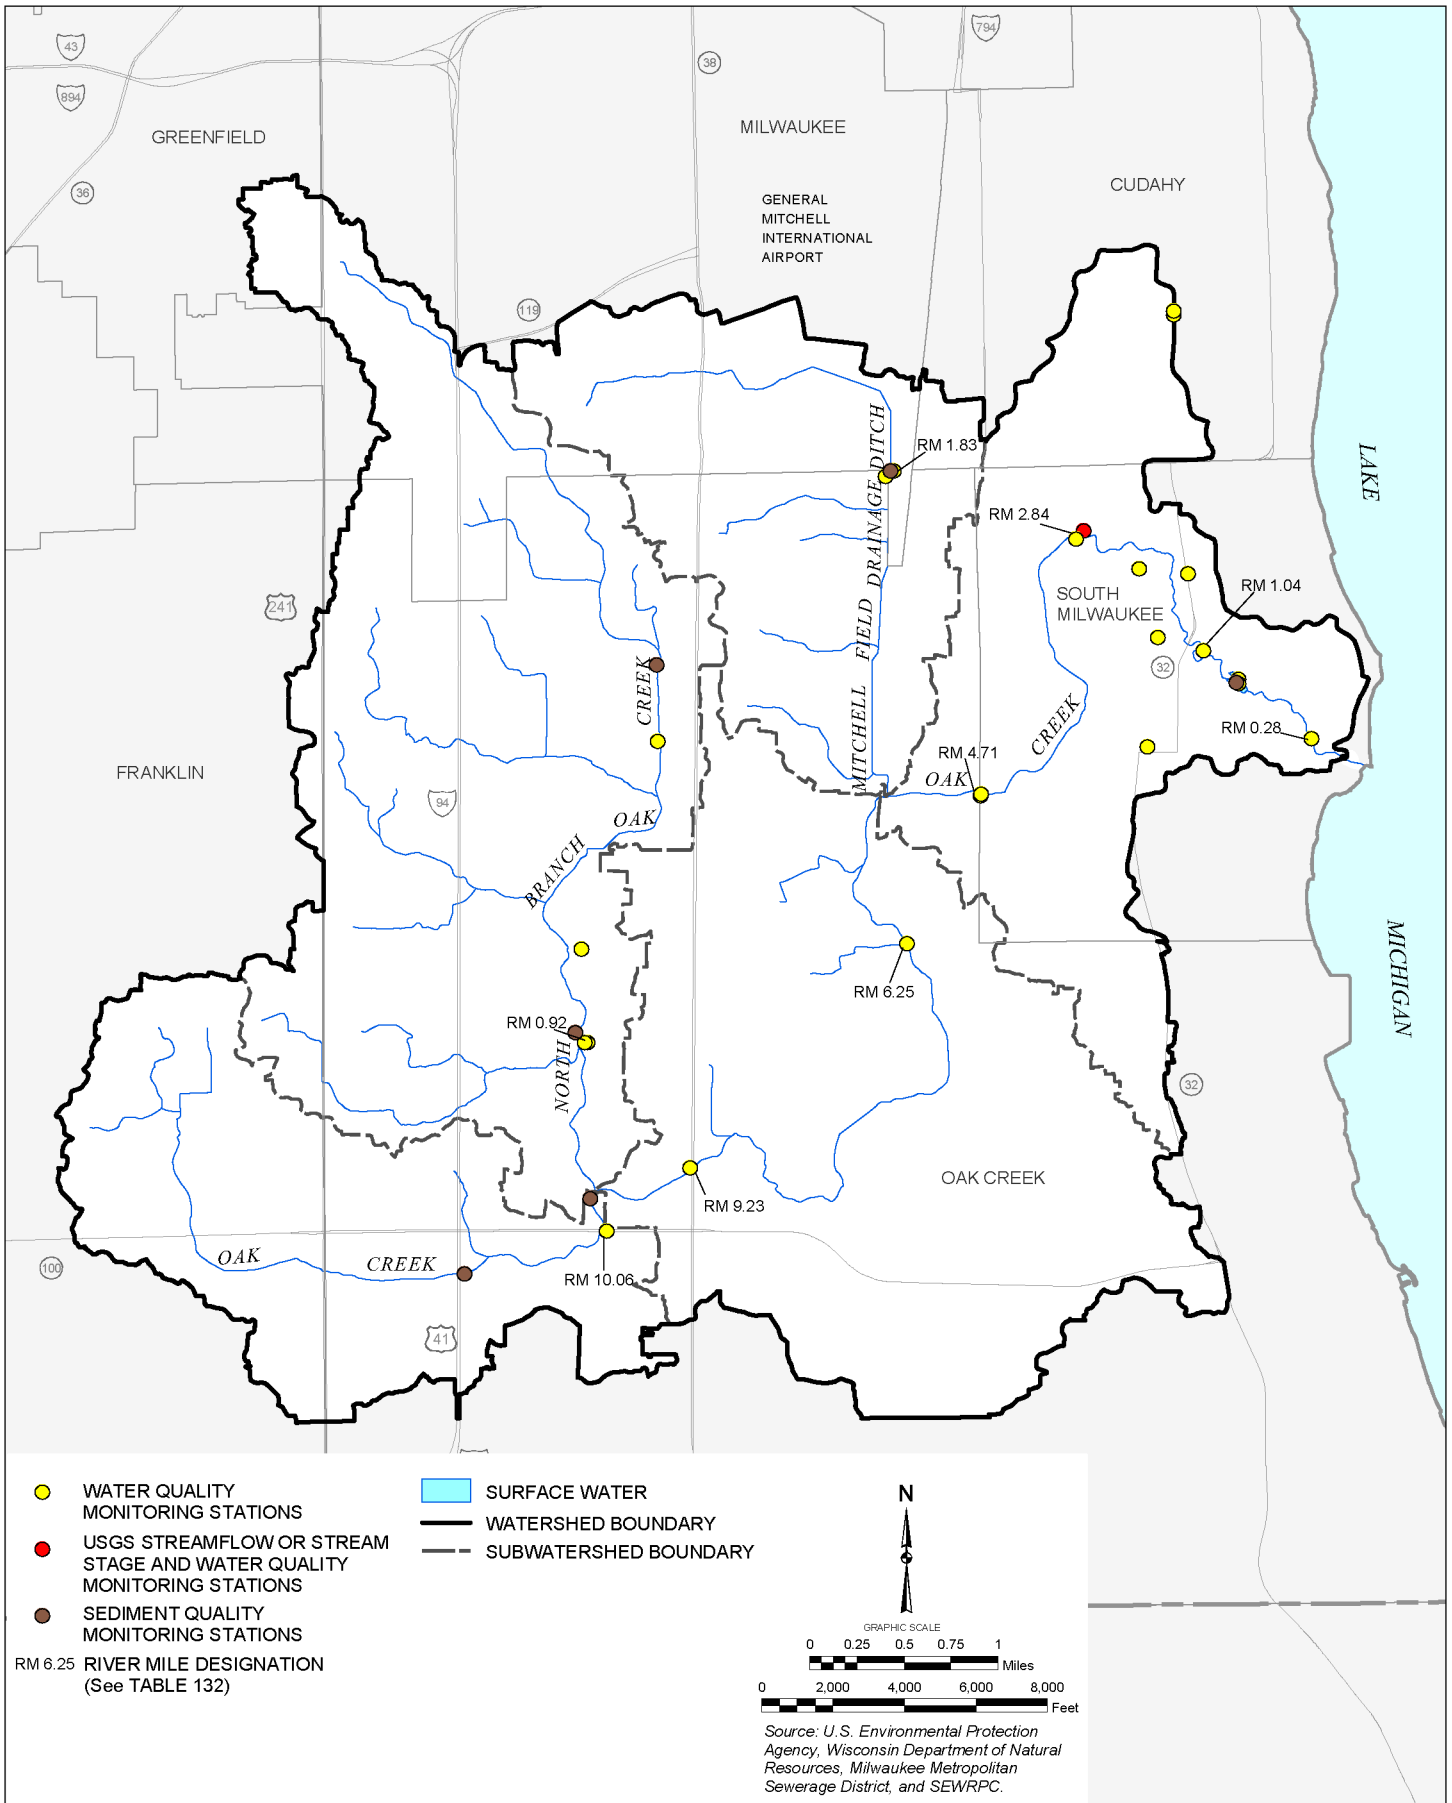 43
894
GREENFIELD
36
38
794
MILWAUKEE
CUDAHY
GENERAL
MITCHELL
INTERNATIONAL
AIRPORT
119
LAKE
MICHIGAN
RM 1.83
RM 2.84
SOUTH
MILWAUKEE
RM 1.04
32
RM 0.28
241
MITCHELL FIELD DRAINAGE DITCH
CREEK
OAK
BRANCH
NORTH
RM 4.71
OAK
CREEK
FRANKLIN
94
RM 6.25
RM 0.92
32
OAK CREEK
RM 9.23
RM 10.06
OAK CREEK
100
41
WATER QUALITY
MONITORING STATIONS
USGS STREAMFLOW OR STREAM
STAGE AND WATER QUALITY
MONITORING STATIONS
SEDIMENT QUALITY
MONITORING STATIONS
RM 6.25 RIVER MILE DESIGNATION
(See TABLE 132)
SURFACE WATER
WATERSHED BOUNDARY
SUBWATERSHED BOUNDARY
N
GRAPHIC SCALE
0 0.25 0.5 0.75 1
Miles
0 2,000 4,000 6,000 8,000
Feet
Source: U.S. Environmental Protection
Agency, Wisconsin Department of Natural
Resources, Milwaukee Metropolitan
Sewerage District, and SEWRPC.